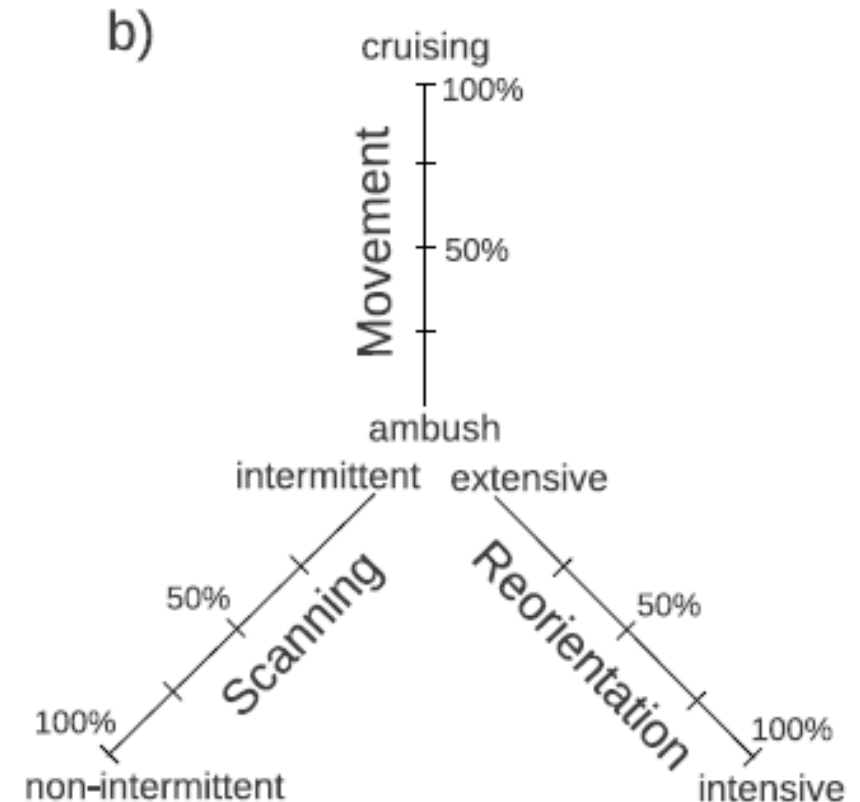 b)
cruising
100%
Movement
50%
ambush
intermittent
extensive
50%
Scanning
100%
non-intermittent
Reorientation
50%
100%
intensive